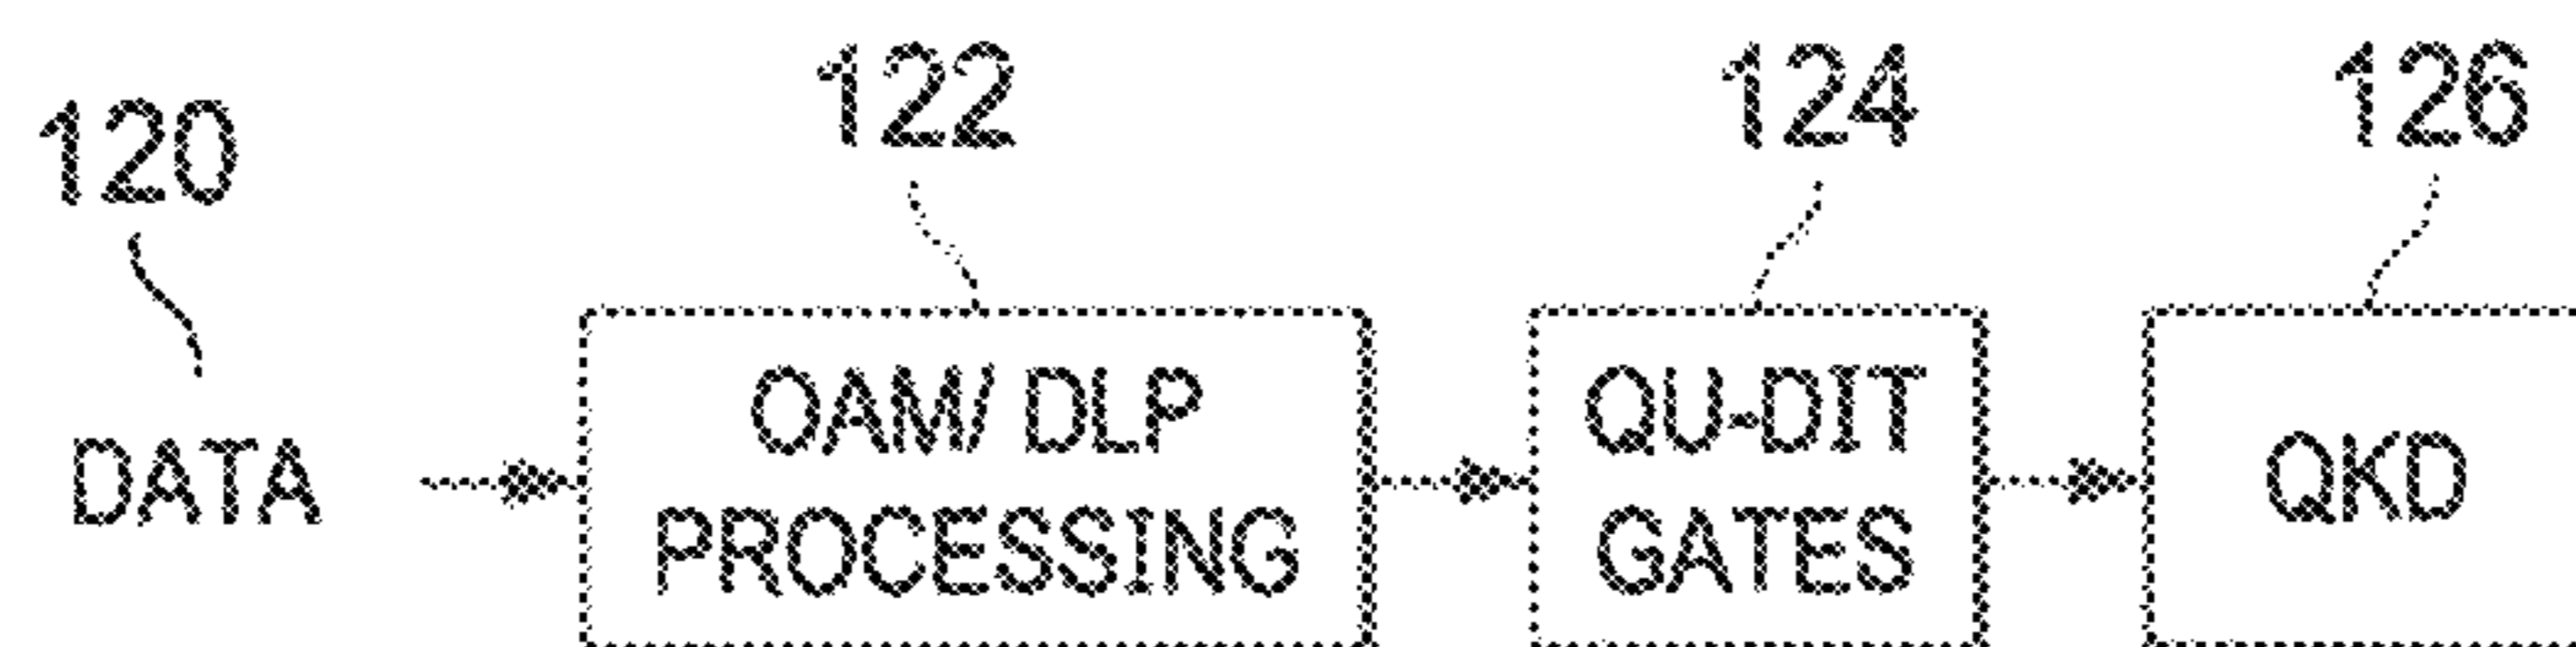 120
122
124
126
DATA
OAM/ DLP
PROCESSING
QU-DIT
GATES
QKD